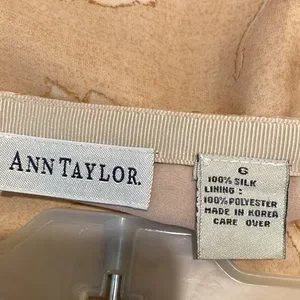 ANN TAYLOR.
6
100% SILK
LINING :
100% POLYESTER
MADE IN KOREA
CARE OVER